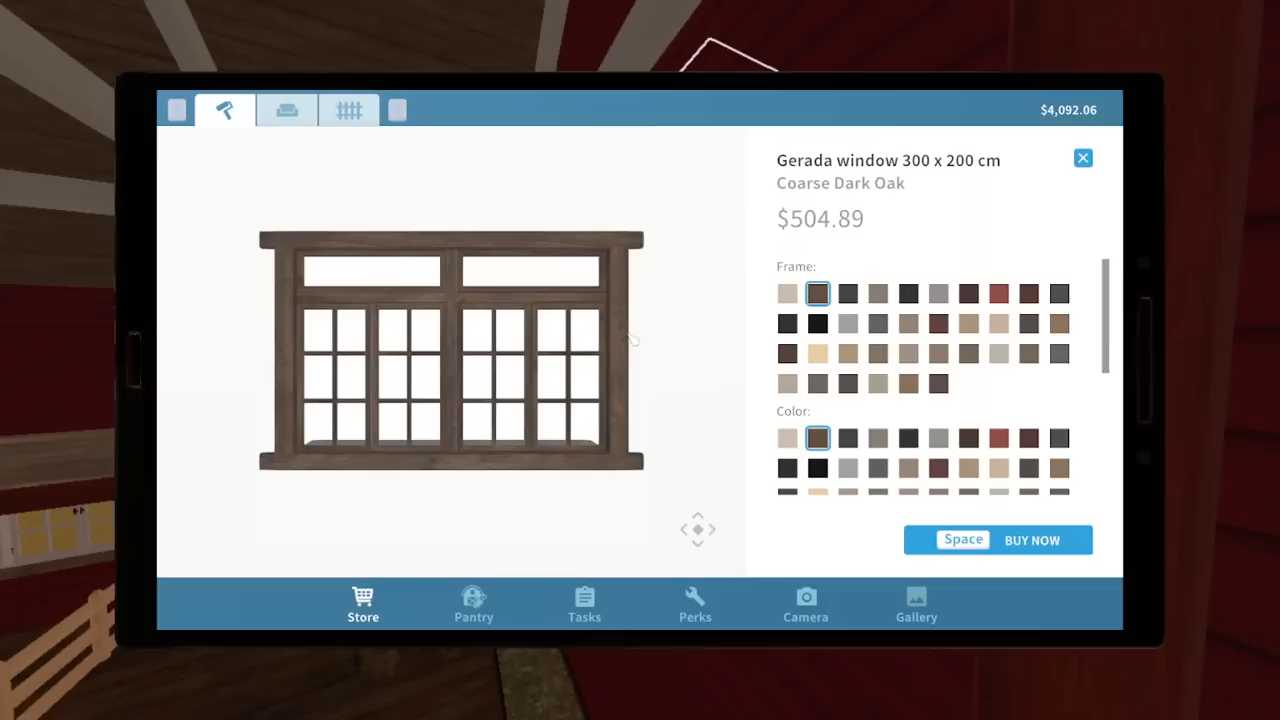 $4,092.06
Gerada window 300 x 200 cm
Coarse Dark Oak
$504.89
Frame:
Color:
Space BUY NOW
Store Pantry Tasks Perks Camera Gallery